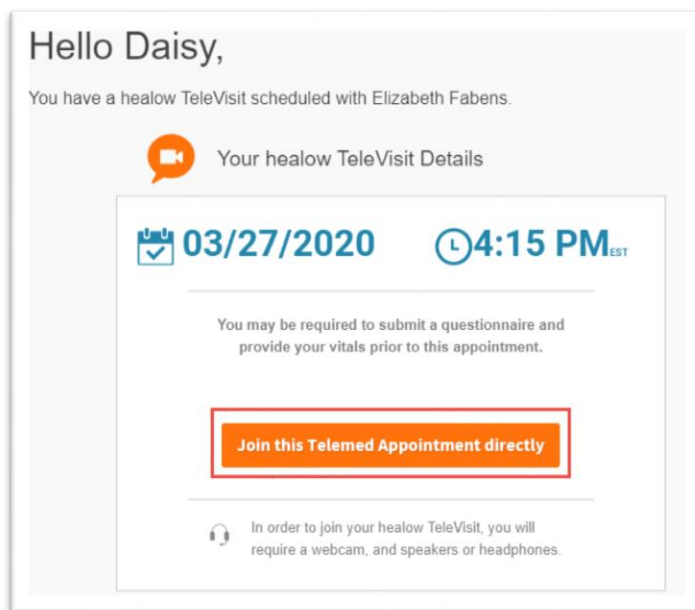 Hello Daisy,
You have a healow TeleVisit scheduled with Elizabeth Fabens.
Your healow TeleVisit Details
03/27/2020 4:15 PM EST
You may be required to submit a questionnaire and
provide your vitals prior to this appointment.
Join this Telemed Appointment directly
In order to join your healow TeleVisit, you will
require a webcam, and speakers or headphones.